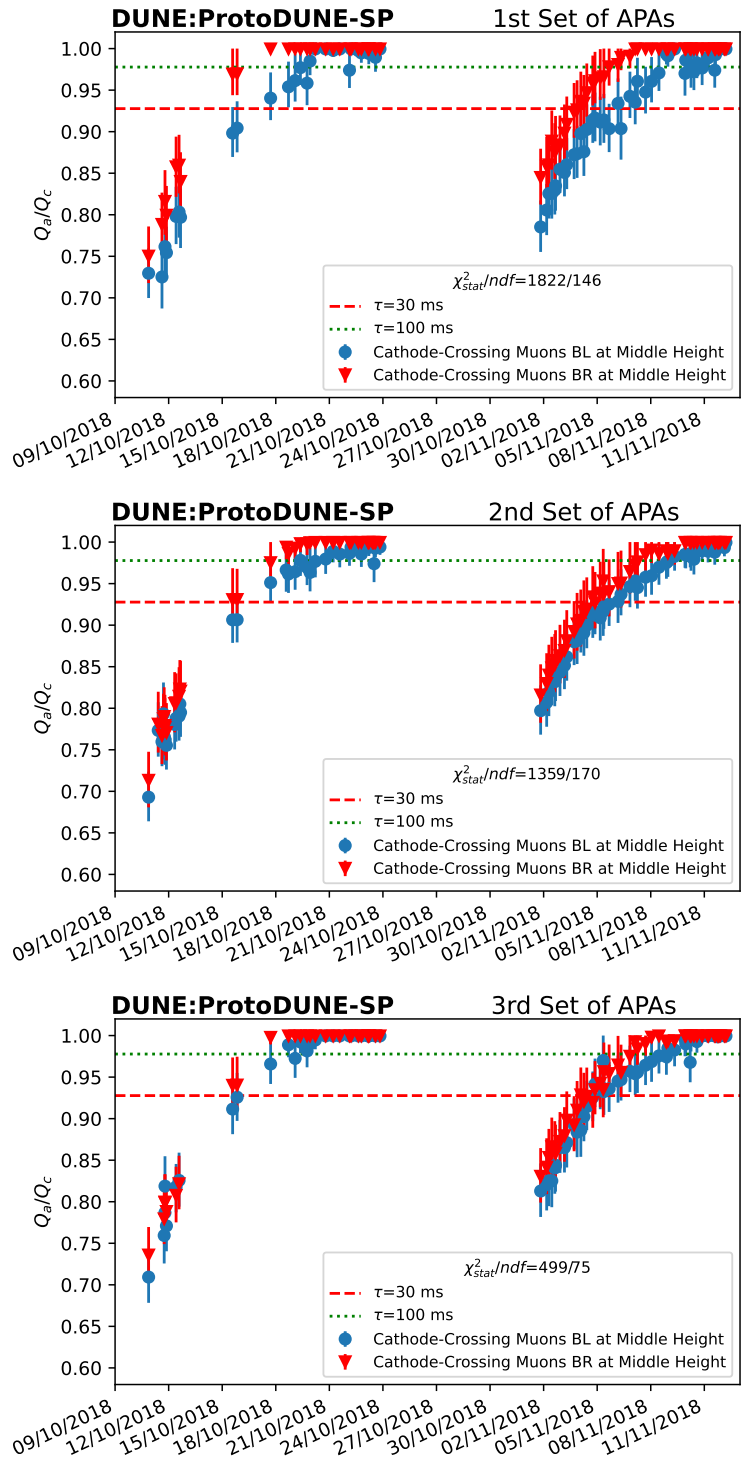 DUNE:ProtoDUNE-SP 1st Set of APAs
1.00
0.95
0.90
0.85
0.80
0.75
0.70
0.65
0.60
Qa/Qc
χ²stat/ndf=1822/146
τ=30 ms
τ=100 ms
Cathode-Crossing Muons BL at Middle Height
Cathode-Crossing Muons BR at Middle Height
09/10/2018 12/10/2018 15/10/2018 18/10/2018 21/10/2018 24/10/2018 27/10/2018 30/10/2018 02/11/2018 05/11/2018 08/11/2018 11/11/2018
DUNE:ProtoDUNE-SP 2nd Set of APAs
1.00
0.95
0.90
0.85
0.80
0.75
0.70
0.65
0.60
Qa/Qc
χ²stat/ndf=1359/170
τ=30 ms
τ=100 ms
Cathode-Crossing Muons BL at Middle Height
Cathode-Crossing Muons BR at Middle Height
09/10/2018 12/10/2018 15/10/2018 18/10/2018 21/10/2018 24/10/2018 27/10/2018 30/10/2018 02/11/2018 05/11/2018 08/11/2018 11/11/2018
DUNE:ProtoDUNE-SP 3rd Set of APAs
1.00
0.95
0.90
0.85
0.80
0.75
0.70
0.65
0.60
Qa/Qc
χ²stat/ndf=499/75
τ=30 ms
τ=100 ms
Cathode-Crossing Muons BL at Middle Height
Cathode-Crossing Muons BR at Middle Height
09/10/2018 12/10/2018 15/10/2018 18/10/2018 21/10/2018 24/10/2018 27/10/2018 30/10/2018 02/11/2018 05/11/2018 08/11/2018 11/11/2018